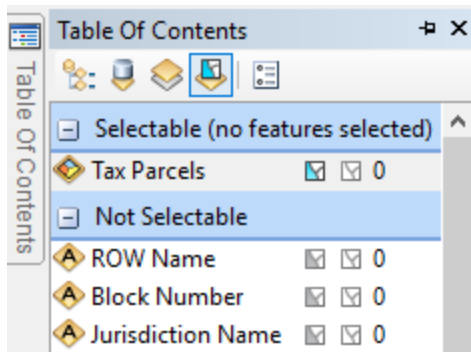 Table Of Contents
Table Of Contents
Selectable (no features selected)
Tax Parcels 0
Not Selectable
ROW Name 0
Block Number 0
Jurisdiction Name 0